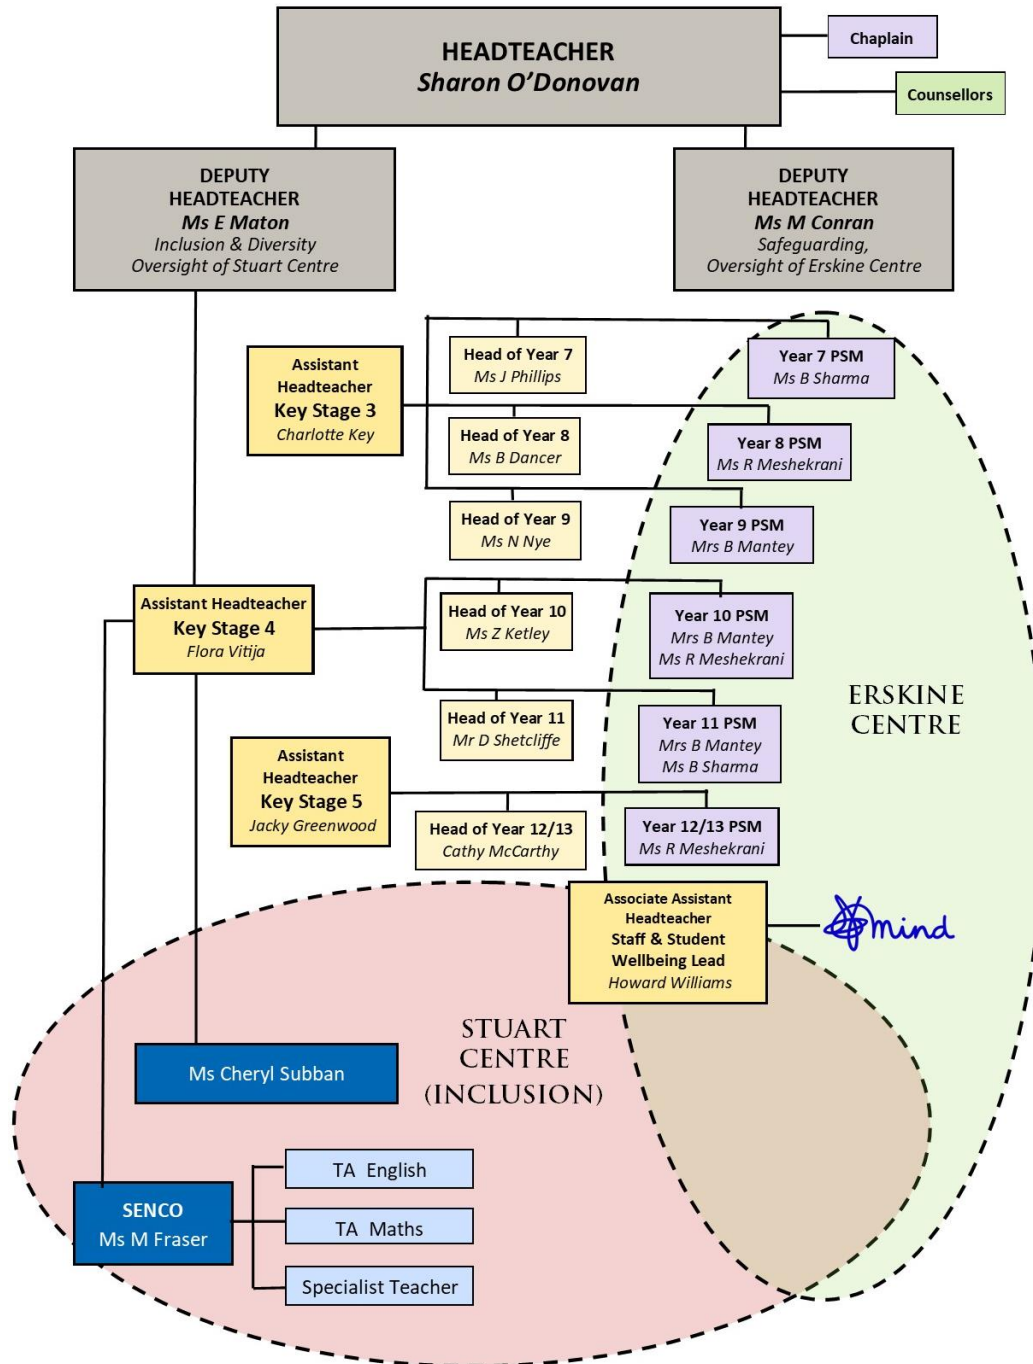 HEADTEACHER
Sharon O’Donovan
Chaplain
Counsellors
DEPUTY
HEADTEACHER
Ms E Maton
Inclusion & Diversity
Oversight of Stuart Centre
DEPUTY
HEADTEACHER
Ms M Conran
Safeguarding,
Oversight of Erskine Centre
Assistant
Headteacher
Key Stage 3
Charlotte Key
Head of Year 7
Ms J Phillips
Year 7 PSM
Ms B Sharma
Head of Year 8
Ms B Dancer
Year 8 PSM
Ms R Meshekrani
Head of Year 9
Ms N Nye
Year 9 PSM
Mrs B Mantey
Assistant Headteacher
Key Stage 4
Flora Vitija
Head of Year 10
Ms Z Ketley
Year 10 PSM
Mrs B Mantey
Ms R Meshekrani
Head of Year 11
Mr D Shetcliffe
Year 11 PSM
Mrs B Mantey
Ms B Sharma
ERSKINE
CENTRE
Assistant
Headteacher
Key Stage 5
Jacky Greenwood
Head of Year 12/13
Cathy McCarthy
Year 12/13 PSM
Ms R Meshekrani
Associate Assistant
Headteacher
Staff & Student
Wellbeing Lead
Howard Williams
mind
STUART
CENTRE
(INCLUSION)
Ms Cheryl Subban
SENCO
Ms M Fraser
TA English
TA Maths
Specialist Teacher